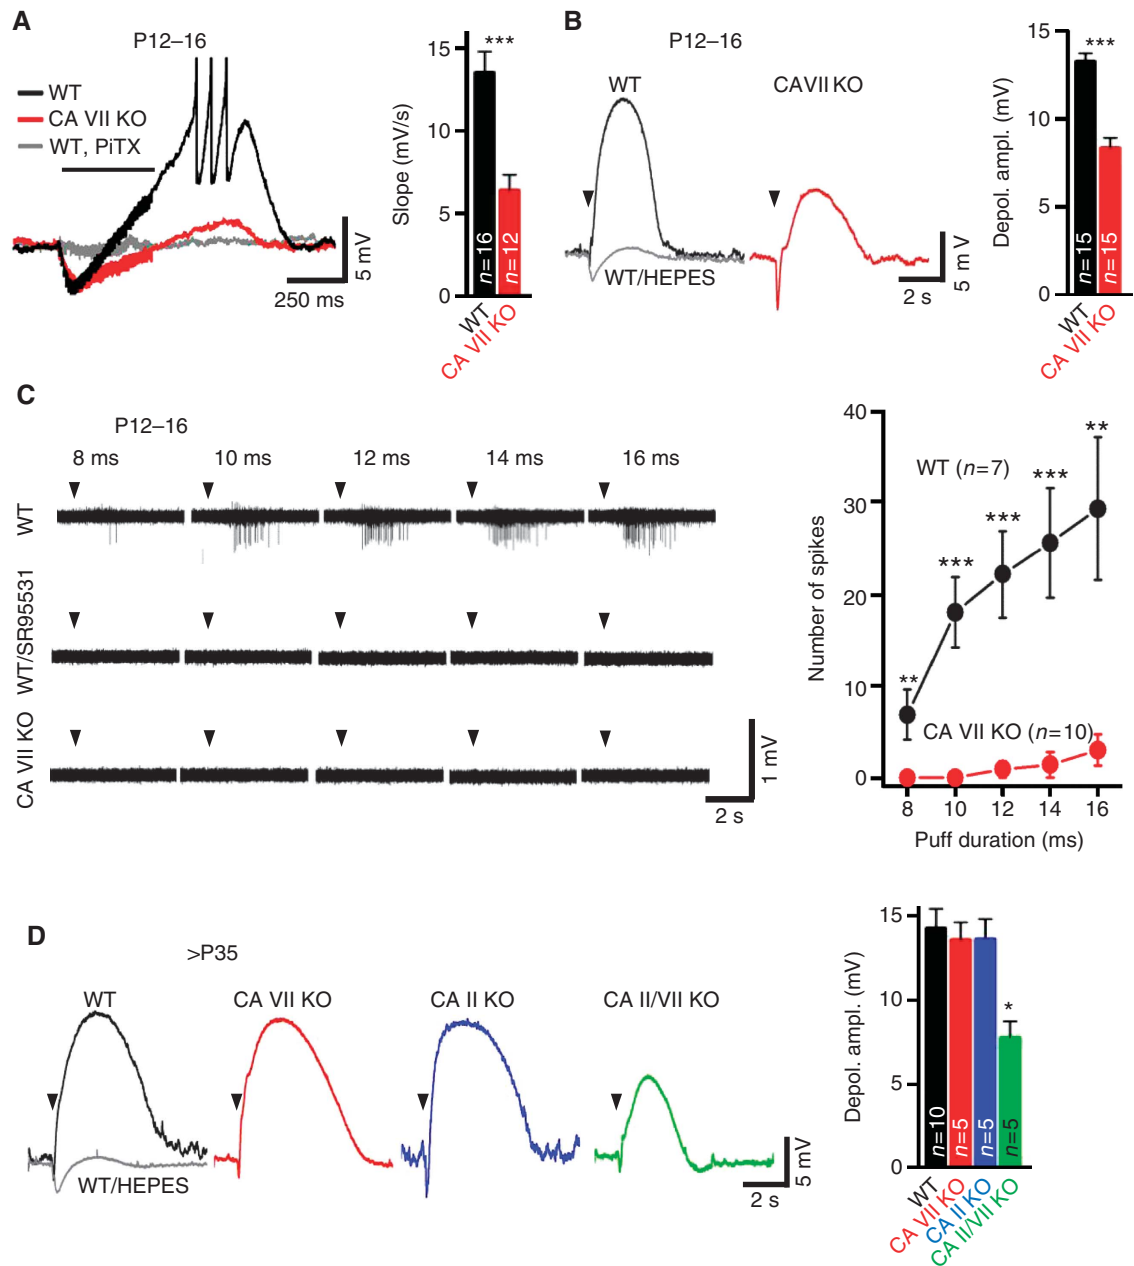 A
P12–16
WT
CA VII KO
WT, PiTX
5 mV
250 ms
Slope (mV/s)
15
10
5
0
***
n=16
n=12
WT
CA VII KO
B
P12–16
WT
CAVII KO
WT/HEPES
5 mV
2 s
Depol. ampl. (mV)
15
10
5
0
***
n=15
n=15
WT
CA VII KO
C
P12–16
8 ms
10 ms
12 ms
14 ms
16 ms
WT
WT/SR95531
CA VII KO
1 mV
2 s
Number of spikes
40
30
20
10
0
**
***
***
***
**
WT (n=7)
CA VII KO (n=10)
8
10
12
14
16
Puff duration (ms)
D
>P35
WT
CA VII KO
CA II KO
CA II/VII KO
WT/HEPES
5 mV
2 s
Depol. ampl. (mV)
15
10
5
0
*
n=10
n=5
n=5
n=5
WT
CA VII KO
CA II KO
CA II/VII KO